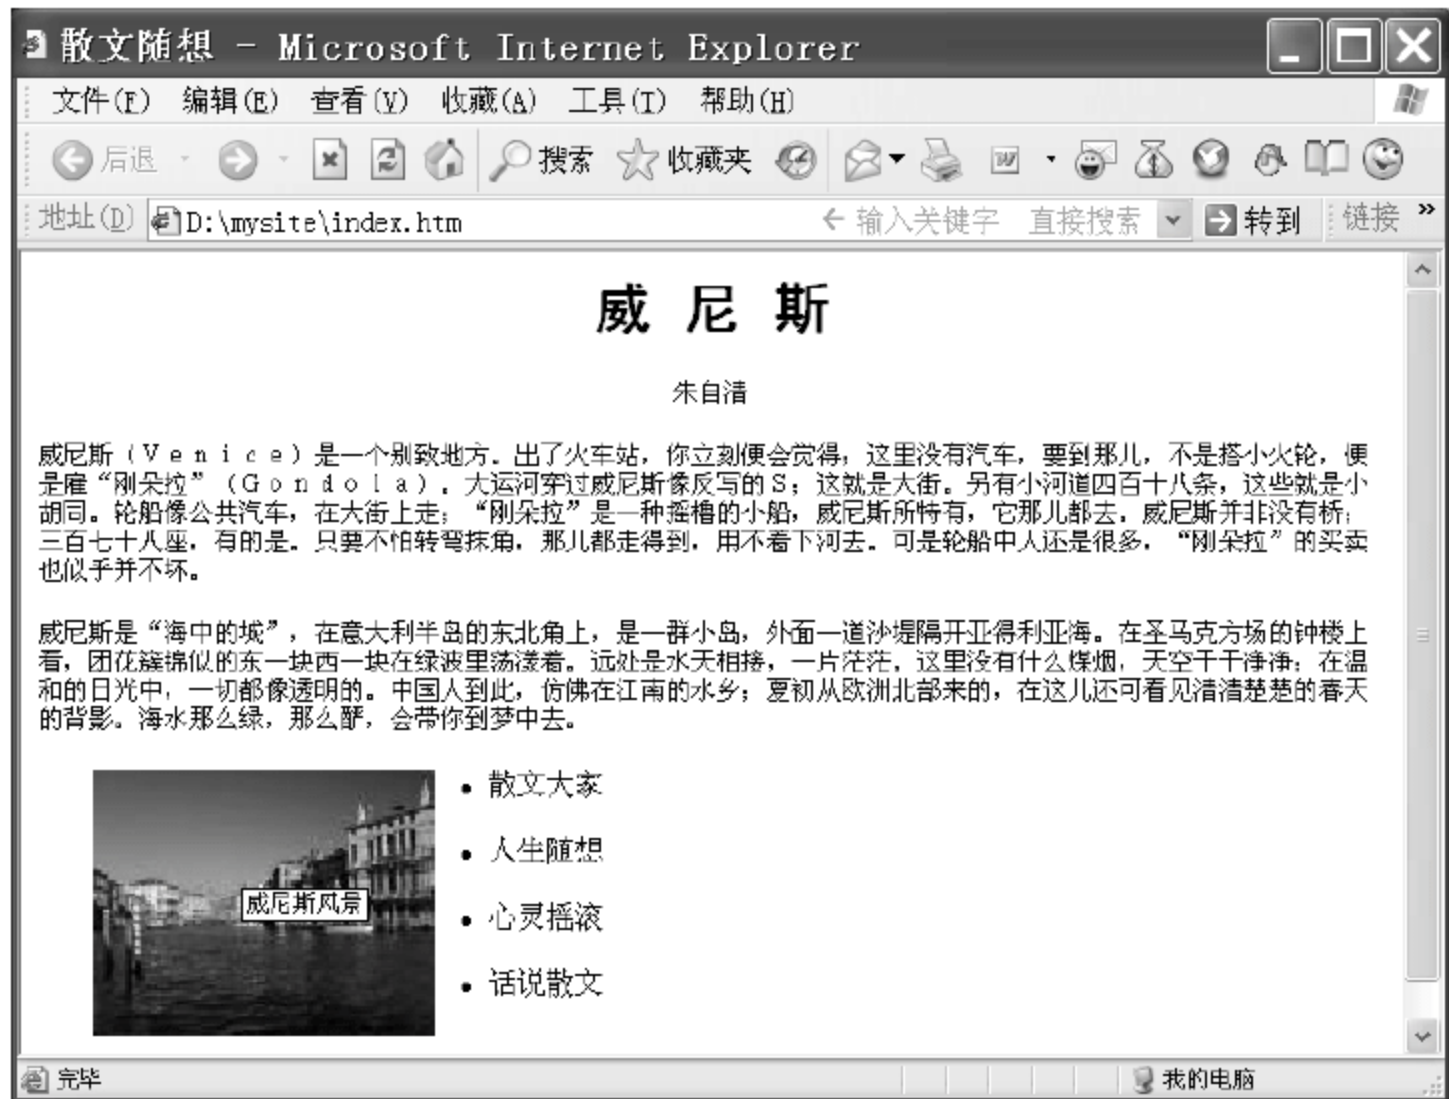 散文随想 - Microsoft Internet Explorer
文件(F) 编辑(E) 查看(V) 收藏(A) 工具(T) 帮助(H)
后退 搜索 收藏夹
地址(D) D:\mysite\index.htm 输入关键字 直接搜索 转到 链接 »
威 尼 斯
朱自清
威尼斯（Ｖｅｎｉｃｅ）是一个别致地方。出了火车站，你立刻便会觉得；这里没有汽车，要到那儿，不是搭小火轮，便
是雇“刚朵拉”（Ｇｏｎｄｏｌａ）。大运河穿过威尼斯像反写的Ｓ；这就是大街。另有小河道四百十八条，这些就是小
胡同。轮船像公共汽车，在大街上走；“刚朵拉”是一种摇橹的小船，威尼斯所特有，它那儿都去。威尼斯并非没有桥；
三百七十八座，有的是。只要不怕转弯抹角，那儿都走得到，用不着下河去。可是轮船中人还是很多，“刚朵拉”的买卖
也似乎并不坏。
威尼斯是“海中的城”，在意大利半岛的东北角上，是一群小岛，外面一道沙堤隔开亚得利亚海。在圣马克方场的钟楼上
看，团花簇锦似的东一块西一块在绿波里荡漾着。远处是水天相接，一片茫茫。这里没有什么煤烟，天空干干净净；在温
和的日光中，一切都像透明的。中国人到此，仿佛在江南的水乡；夏初从欧洲北部来的，在这儿还可看见清清楚楚的春天
的背影。海水那么绿，那么酽，会带你到梦中去。
威尼斯风景
• 散文大家
• 人生随想
• 心灵摇滚
• 话说散文
完毕 我的电脑